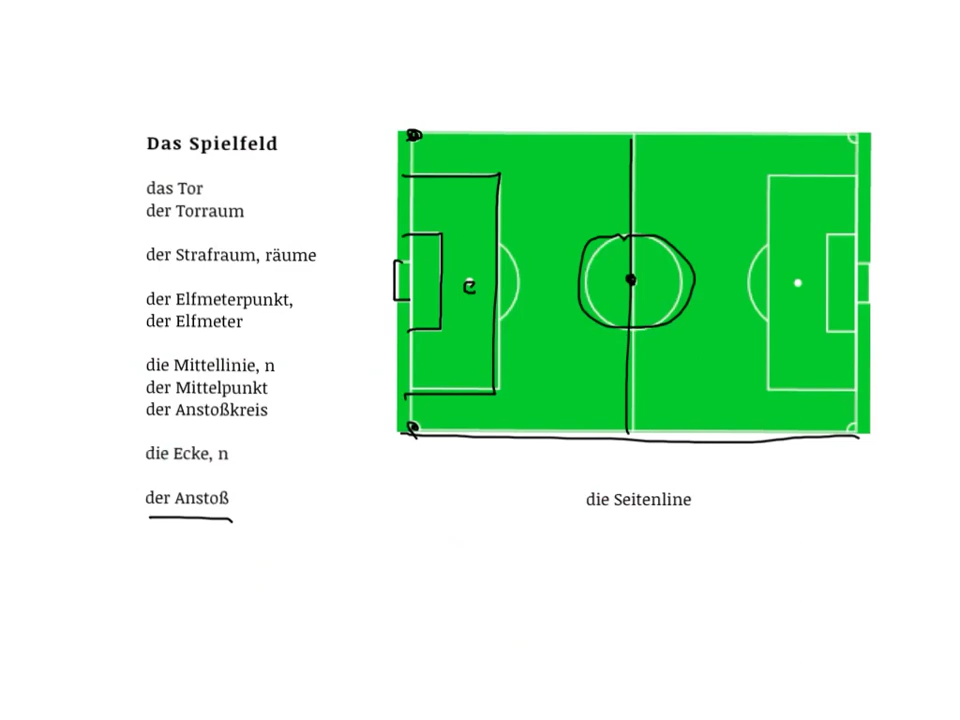 Das Spielfeld
das Tor
der Torraum
der Strafraum, räume
der Elfmeterpunkt,
der Elfmeter
die Mittellinie, n
der Mittelpunkt
der Anstoßkreis
die Ecke, n
der Anstoß
die Seitenline